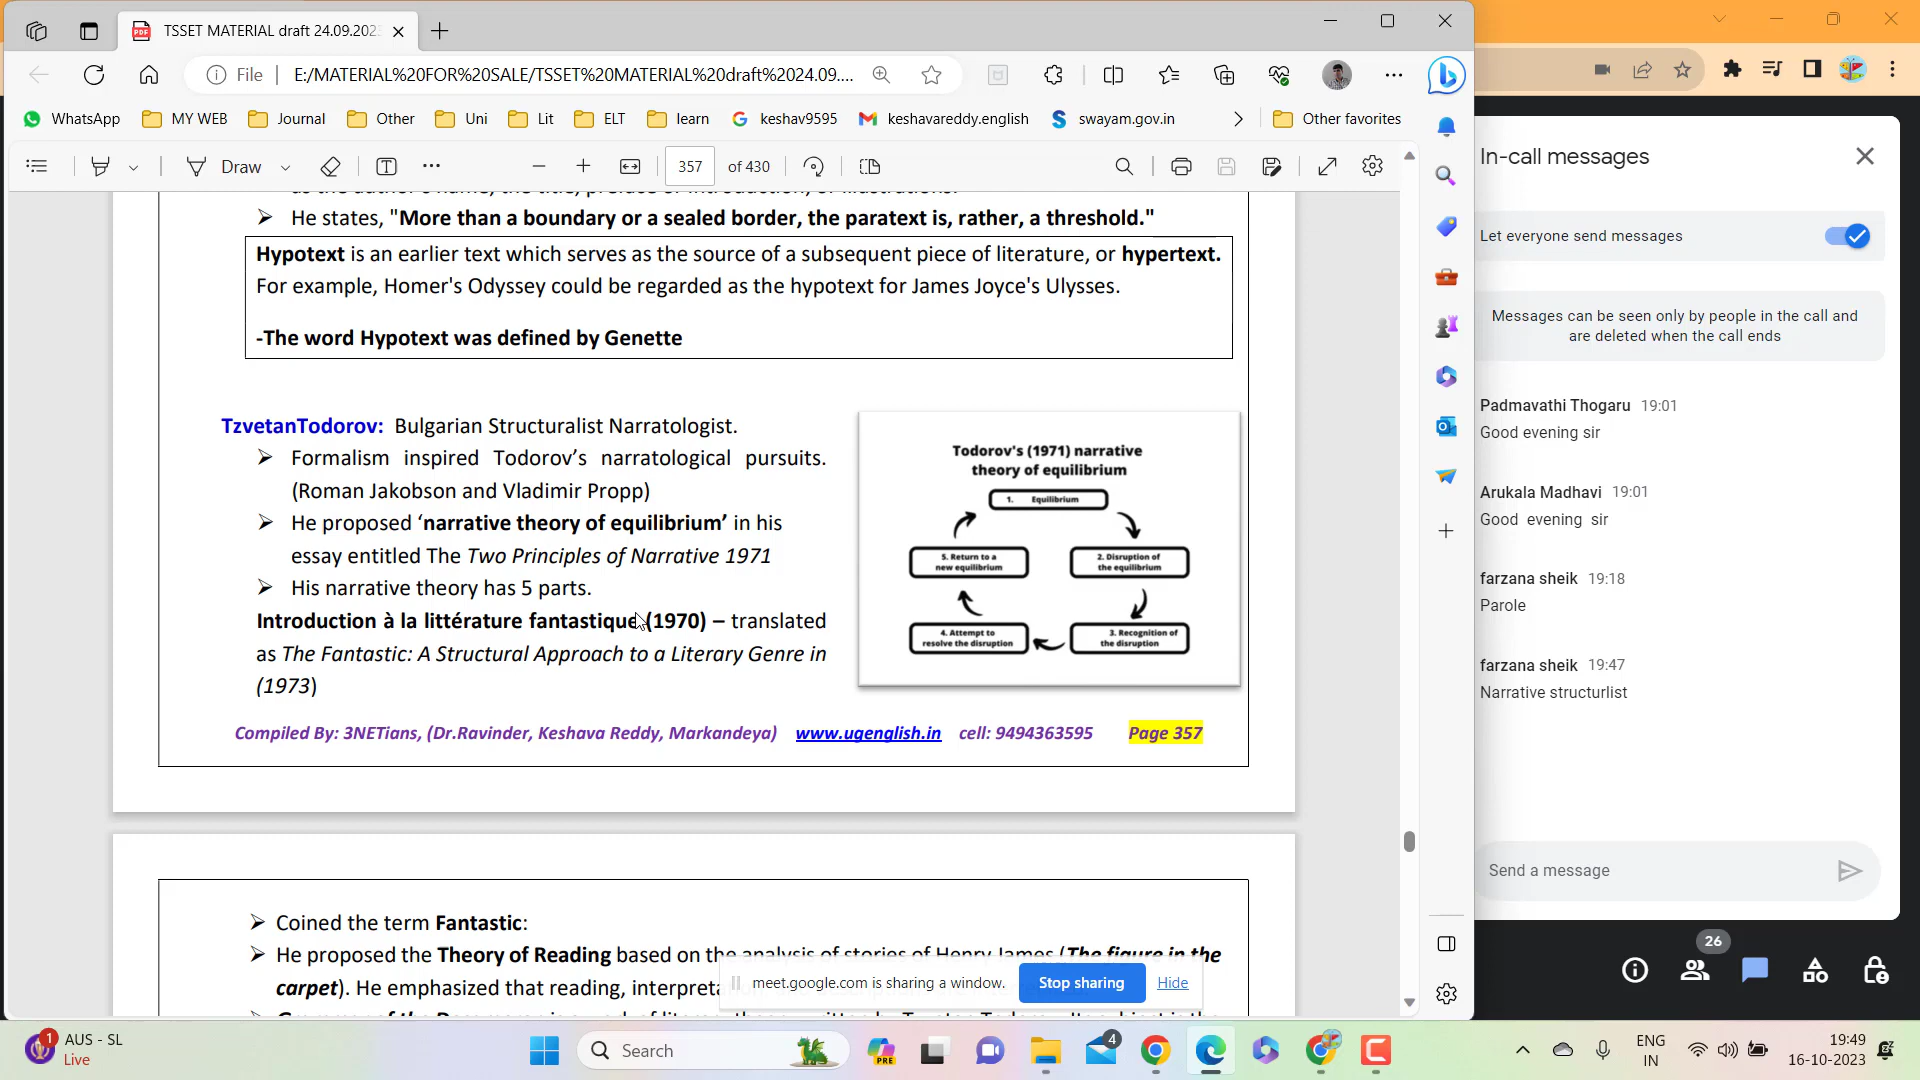 TSSET MATERIAL draft 24.09.202
File
E:/MATERIAL%20FOR%20SALE/TSSET%20MATERIAL%20draft%2024.09....
WhatsApp
MY WEB
Journal
Other
Uni
Lit
ELT
learn
keshav9595
keshavareddy.english
swayam.gov.in
Other favorites
Draw
357
of 430
➢ He states, "More than a boundary or a sealed border, the paratext is, rather, a threshold."
Hypotext is an earlier text which serves as the source of a subsequent piece of literature, or hypertext.
For example, Homer's Odyssey could be regarded as the hypotext for James Joyce's Ulysses.
-The word Hypotext was defined by Genette
TzvetanTodorov: Bulgarian Structuralist Narratologist.
➢ Formalism inspired Todorov's narratological pursuits.
(Roman Jakobson and Vladimir Propp)
➢ He proposed 'narrative theory of equilibrium' in his
essay entitled The Two Principles of Narrative 1971
➢ His narrative theory has 5 parts.
Introduction à la littérature fantastique (1970) – translated
as The Fantastic: A Structural Approach to a Literary Genre in
(1973)
Todorov's (1971) narrative
theory of equilibrium
1. Equilibrium
2. Disruption of
the equilibrium
3. Recognition of
the disruption
4. Attempt to
resolve the disruption
5. Return to a
new equilibrium
Compiled By: 3NETians, (Dr.Ravinder, Keshava Reddy, Markandeya) www.ugenglish.in cell: 9494363595 Page 357
➢ Coined the term Fantastic:
➢ He proposed the Theory of Reading based on the analysis of stories of Henry James (The figure in the
carpet). He emphasized that reading, interpreta
meet.google.com is sharing a window.
Stop sharing
Hide
In-call messages
Let everyone send messages
Messages can be seen only by people in the call and
are deleted when the call ends
Padmavathi Thogaru 19:01
Good evening sir
Arukala Madhavi 19:01
Good evening sir
farzana sheik 19:18
Parole
farzana sheik 19:47
Narrative structurlist
Send a message
26
1
AUS - SL
Live
Search
PRE
4
ENG
IN
19:49
16-10-2023